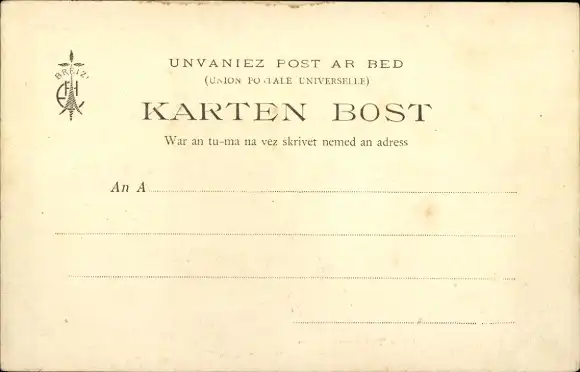 BREIZ
UNVANIEZ POST AR BED
(UNION POSTALE UNIVERSELLE)
KARTEN BOST
War an tu-ma na vez skrivet nemed an adress
An A